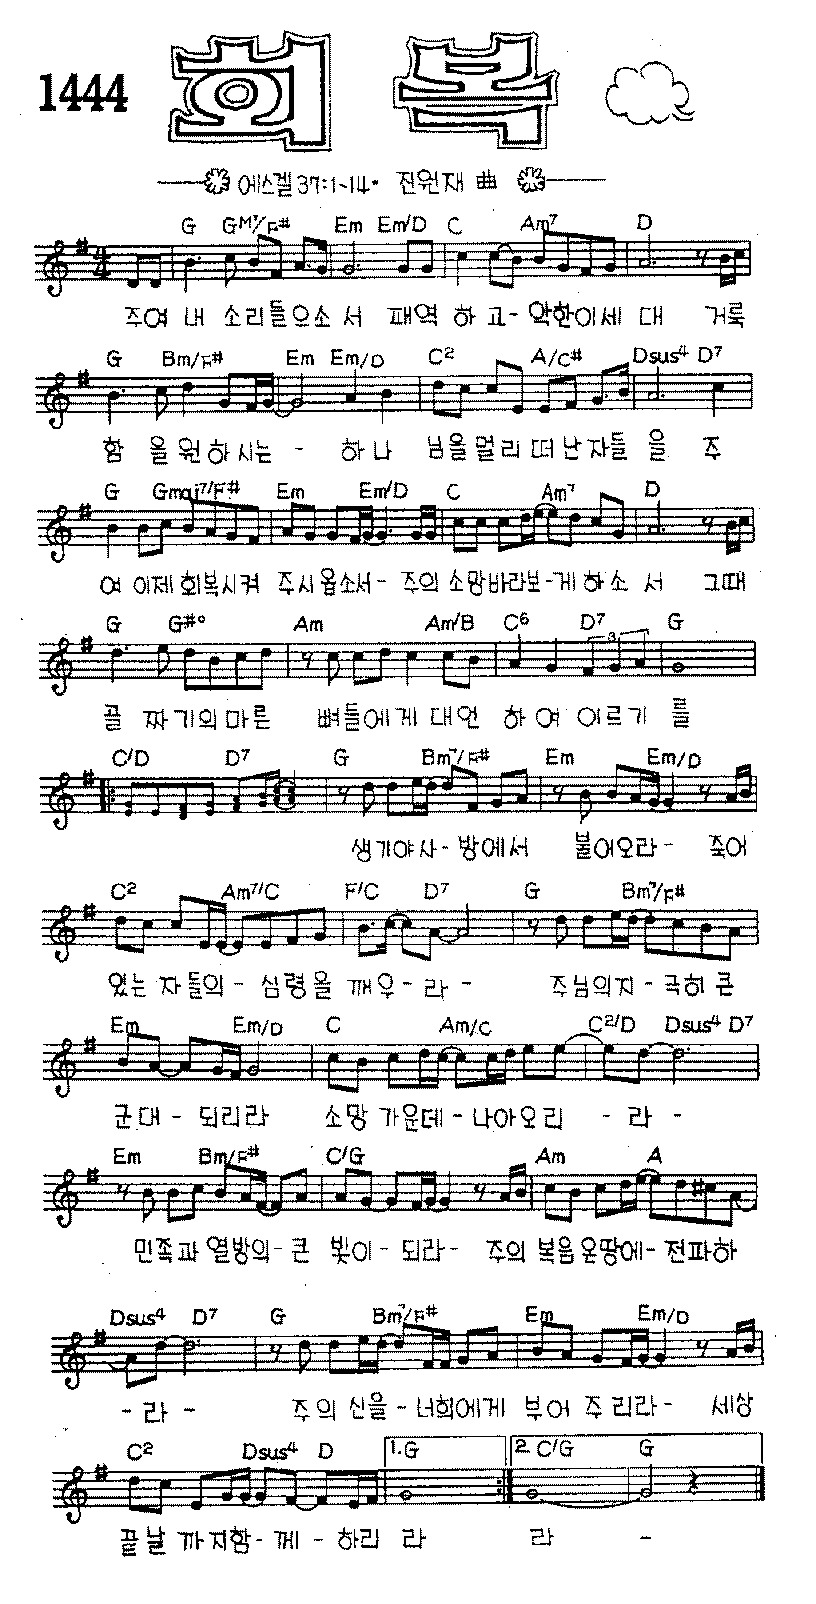 1444 회복
에스겔 37:1~14. 전원재 曲
G GM7/F# Em Em/D C Am7 D
주여 내 소리들으소서 패역하고-악한이세대 거룩
G Bm/F# Em Em/D C2 A/C# Dsus4 D7
함을원하시는 - 하나님을멀리떠난자들을 주
G Gmaj7/F# Em Em/D C Am7 D
여 이제회복시켜 주시옵소서- 주의 소망바라보-게하소서 그때
G G#° Am Am/B C6 D7 G
3
골짜기의마른 뼈들에게대언하여이르기를
C/D D7 G Bm7/F# Em Em/D
생기야사-방에서 불어오라- 죽어
C2 Am7/C F/C D7 G Bm7/F#
있는 자들의- 심령을 깨우-라- 주님의지-극히 큰
Em Em/D C Am/C C2/D Dsus4 D7
군대- 되리라 소망 가운데-나아오리 - 라 -
Em Bm/F# C/G Am A
민족과 열방의-큰 빛이- 되라- 주의 복음온땅에-전파하
Dsus4 D7 G Bm7/F# Em Em/D
-라 - 주의 신을-너희에게 부어 주리라- 세상
C2 Dsus4 D 1. G 2. C/G G
끝날 까지함-께-하리라 라 -